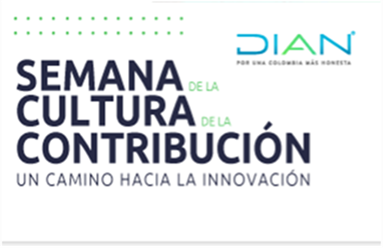 DIAN
POR UNA COLOMBIA MÁS HONESTA
SEMANA DE LA
CULTURA DE LA
CONTRIBUCIÓN
UN CAMINO HACIA LA INNOVACIÓN